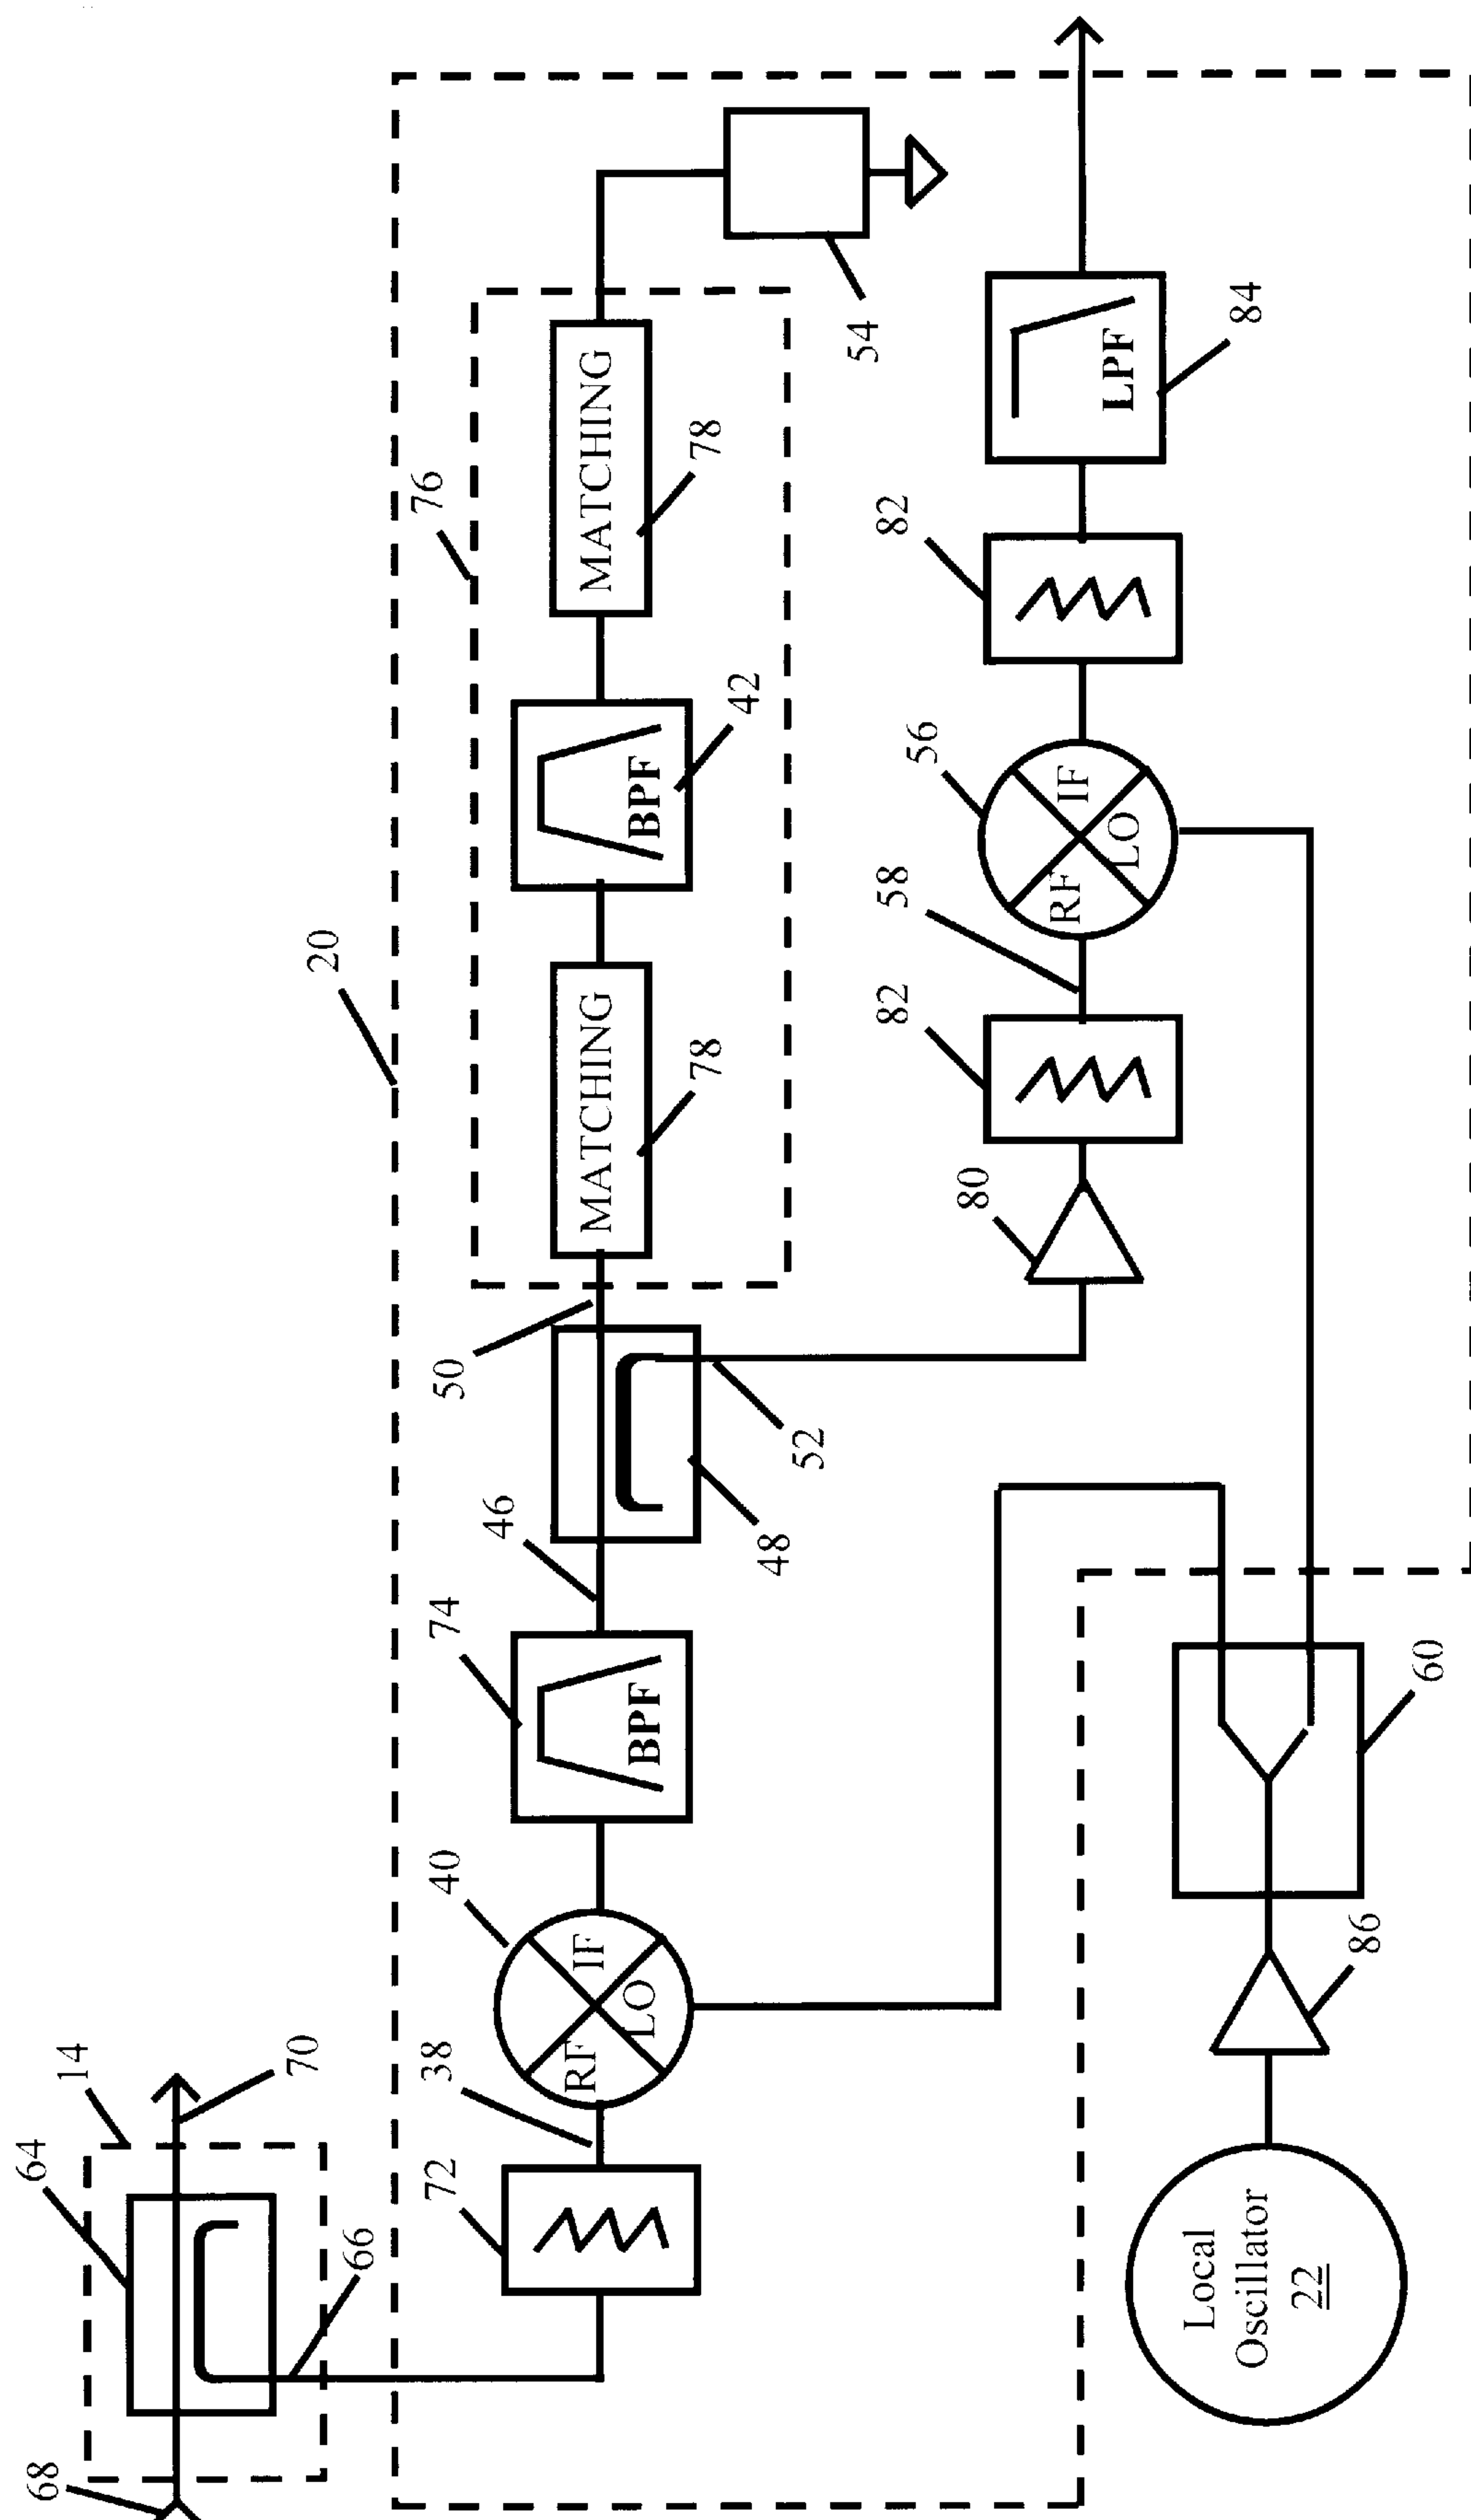 68
64
14
66
70
20
72
38
40
RF
IF
LO
74
BPF
46
48
50
52
76
MATCHING
78
BPF
42
MATCHING
78
54
80
82
58
56
RF
IF
LO
82
LPF
84
Local
Oscillator
22
86
60